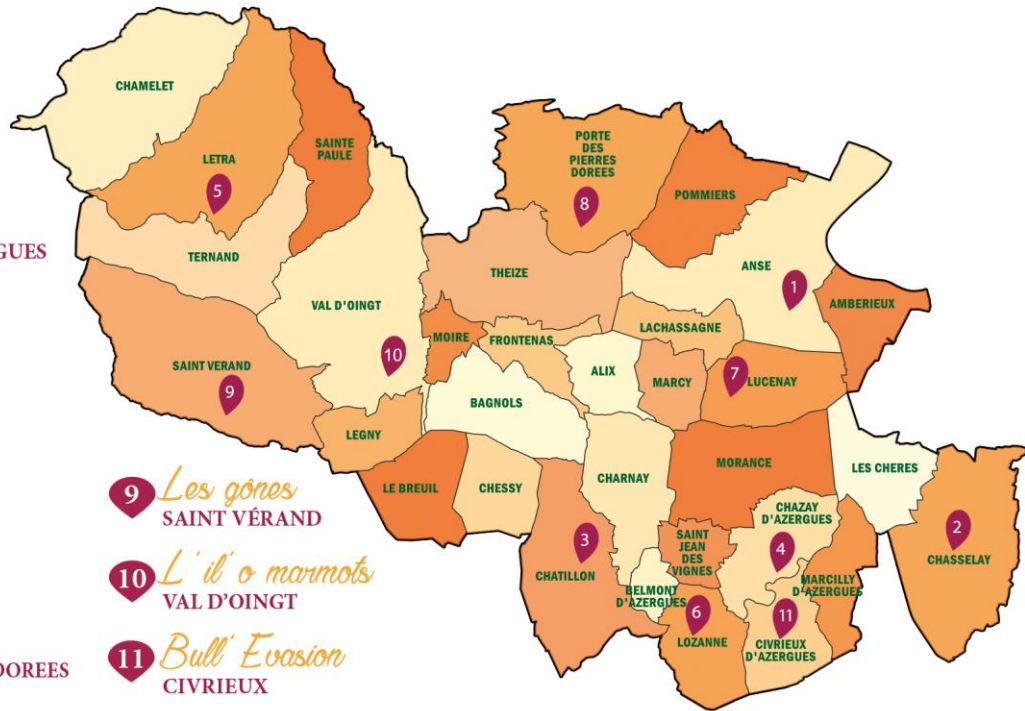 CHAMELET
LETRA
5
SAINTE
PAULE
PORTE
DES
PIERRES
DOREES
8
POMMIERS
GUES
TERNAND
THEIZE
ANSE
1
VAL D'OINGT
AMBERIEUX
MOIRE
FRONTENAS
LACHASSAGNE
10
SAINT VERAND
9
ALIX
MARCY
7
LUCENAY
BAGNOLS
LEGNY
LE BREUIL
CHESSY
CHARNAY
MORANCE
LES CHERES
CHAZAY
D'AZERGUES
4
2
CHASSELAY
3
CHATILLON
SAINT
JEAN
DES
VIGNES
BELMONT
D'AZERGUES
MARCILLY
D'AZERGUES
6
LOZANNE
11
CIVRIEUX
D'AZERGUES
9 Les gônes
SAINT VÉRAND
10 L' il o marmots
VAL D'OINGT
11 Bull' Evasion
CIVRIEUX
DOREES